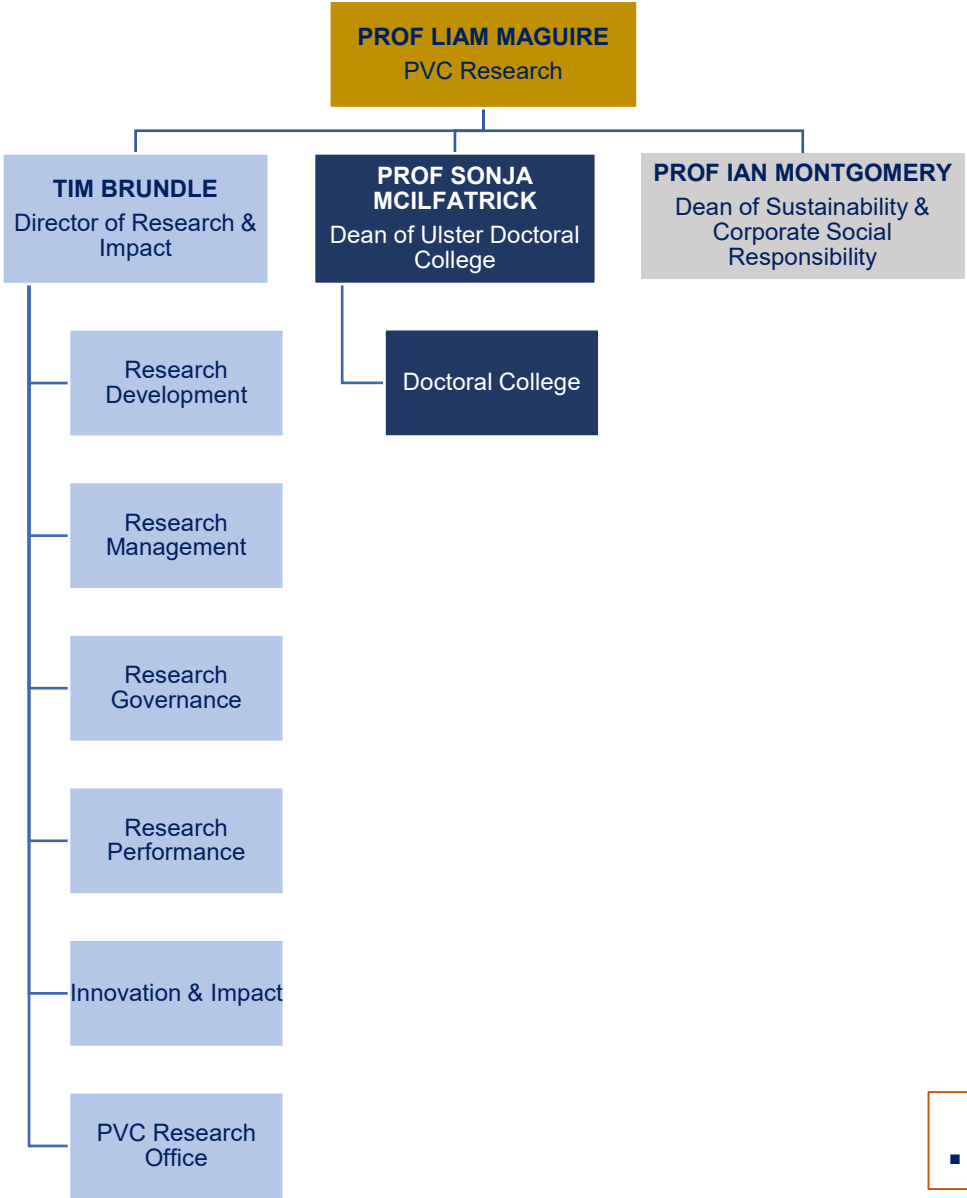 PROF LIAM MAGUIRE
PVC Research
TIM BRUNDLE
Director of Research &
Impact
PROF SONJA
MCILFATRICK
Dean of Ulster Doctoral
College
PROF IAN MONTGOMERY
Dean of Sustainability &
Corporate Social
Responsibility
Research
Development
Doctoral College
Research
Management
Research
Governance
Research
Performance
Innovation & Impact
PVC Research
Office